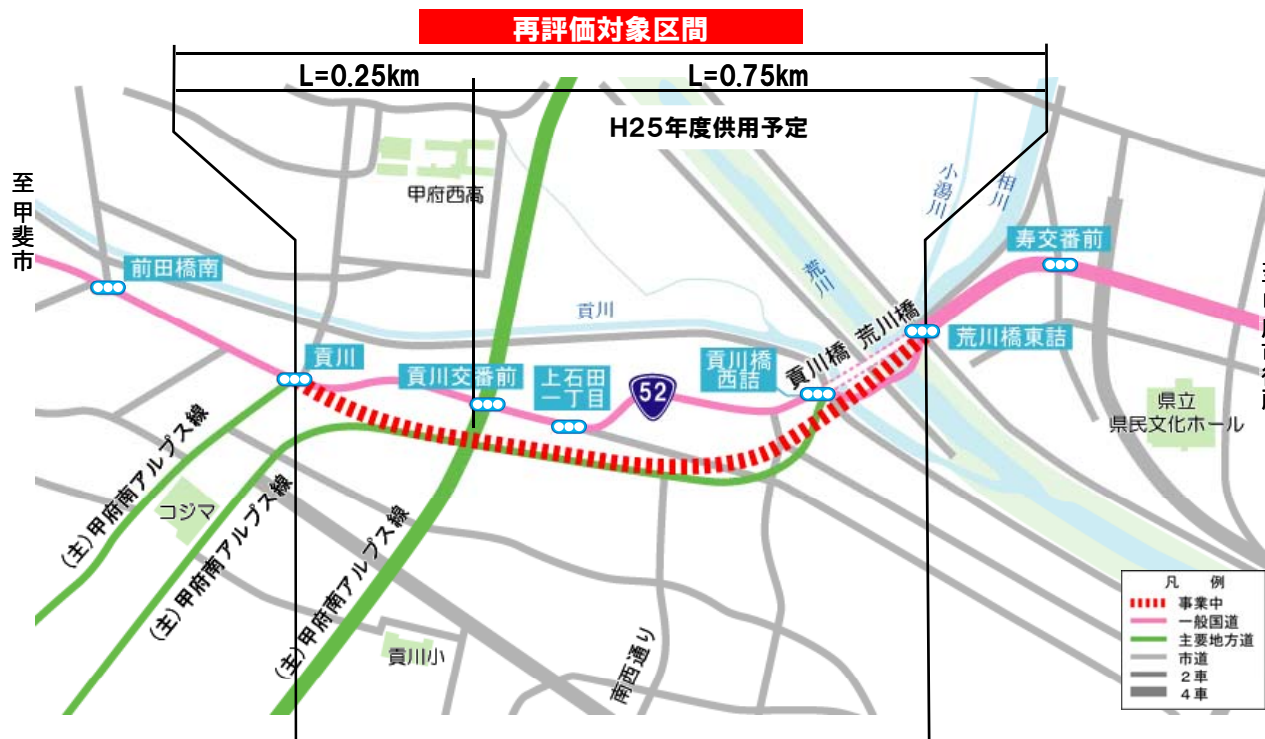 再評価対象区間
L=0.25km
L=0.75km
H25年度供用予定
至 甲斐市
甲府西高
小湯川
相川
寿交番前
前田橋南
荒川
貢川
貢川橋
荒川橋
荒川橋東詰
貢川
貢川交番前
上石田
一丁目
52
貢川橋
西詰
県立
県民文化ホール
コジマ
(主)甲府南アルプス線
(主)甲府南アルプス線
(主)甲府南アルプス線
貢川小
南西通り
凡 例
事業中
一般国道
主要地方道
市道
2車
4車